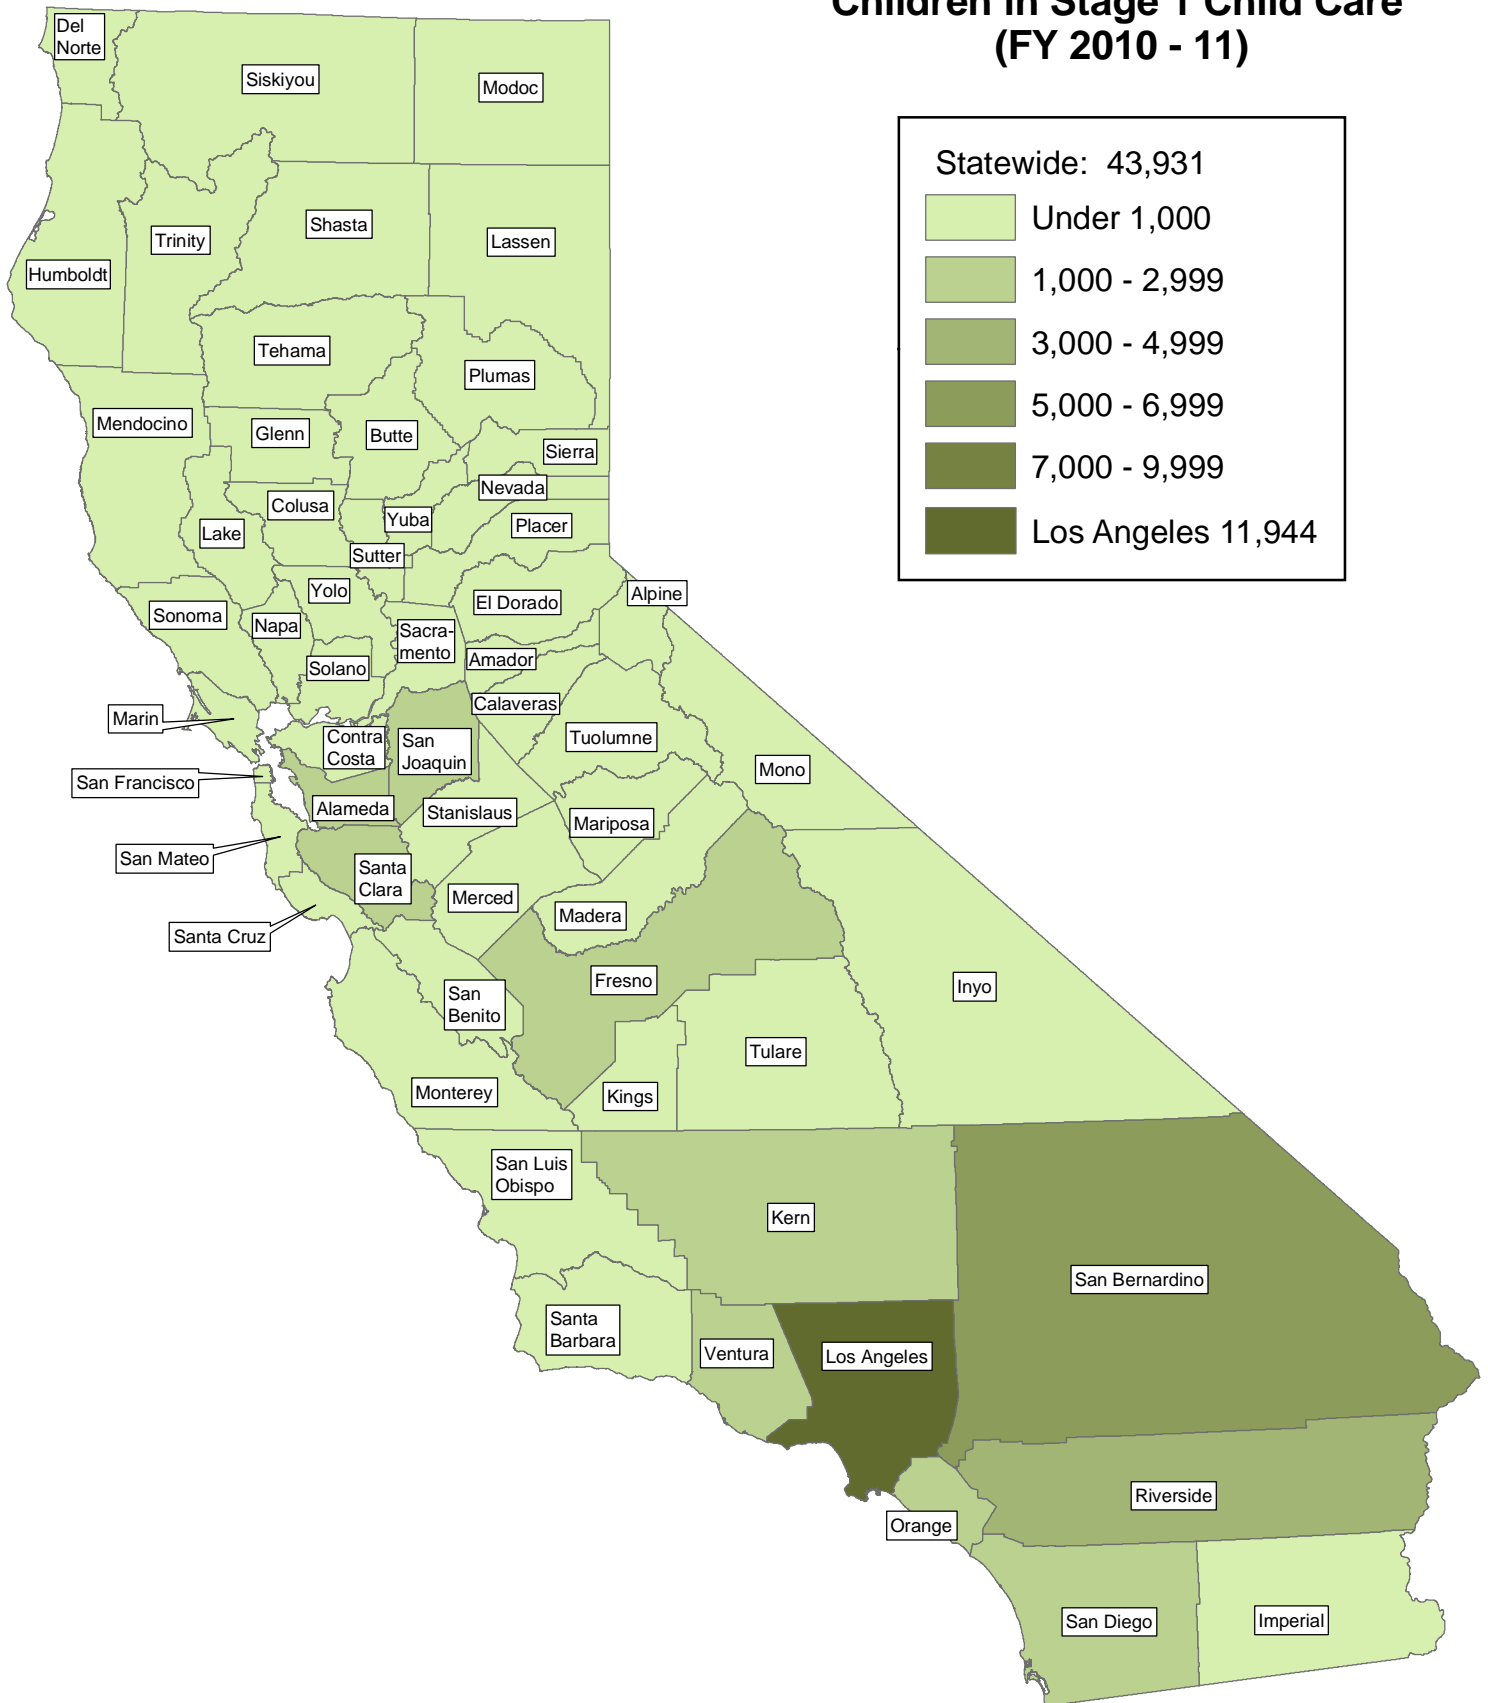 Children in Stage 1 Child Care
(FY 2010 - 11)
Statewide: 43,931
Under 1,000
1,000 - 2,999
3,000 - 4,999
5,000 - 6,999
7,000 - 9,999
Los Angeles 11,944
Del
Norte
Siskiyou
Modoc
Humboldt
Trinity
Shasta
Lassen
Tehama
Plumas
Mendocino
Glenn
Butte
Sierra
Nevada
Colusa
Yuba
Placer
Lake
Sutter
Yolo
El Dorado
Alpine
Sonoma
Napa
Sacra-
mento
Solano
Amador
Calaveras
Marin
Contra
Costa
San
Joaquin
Tuolumne
Mono
San Francisco
Alameda
Stanislaus
Mariposa
San Mateo
Santa
Clara
Merced
Madera
Santa Cruz
Fresno
Inyo
San
Benito
Tulare
Monterey
Kings
San Luis
Obispo
Kern
San Bernardino
Santa
Barbara
Ventura
Los Angeles
Riverside
Orange
San Diego
Imperial